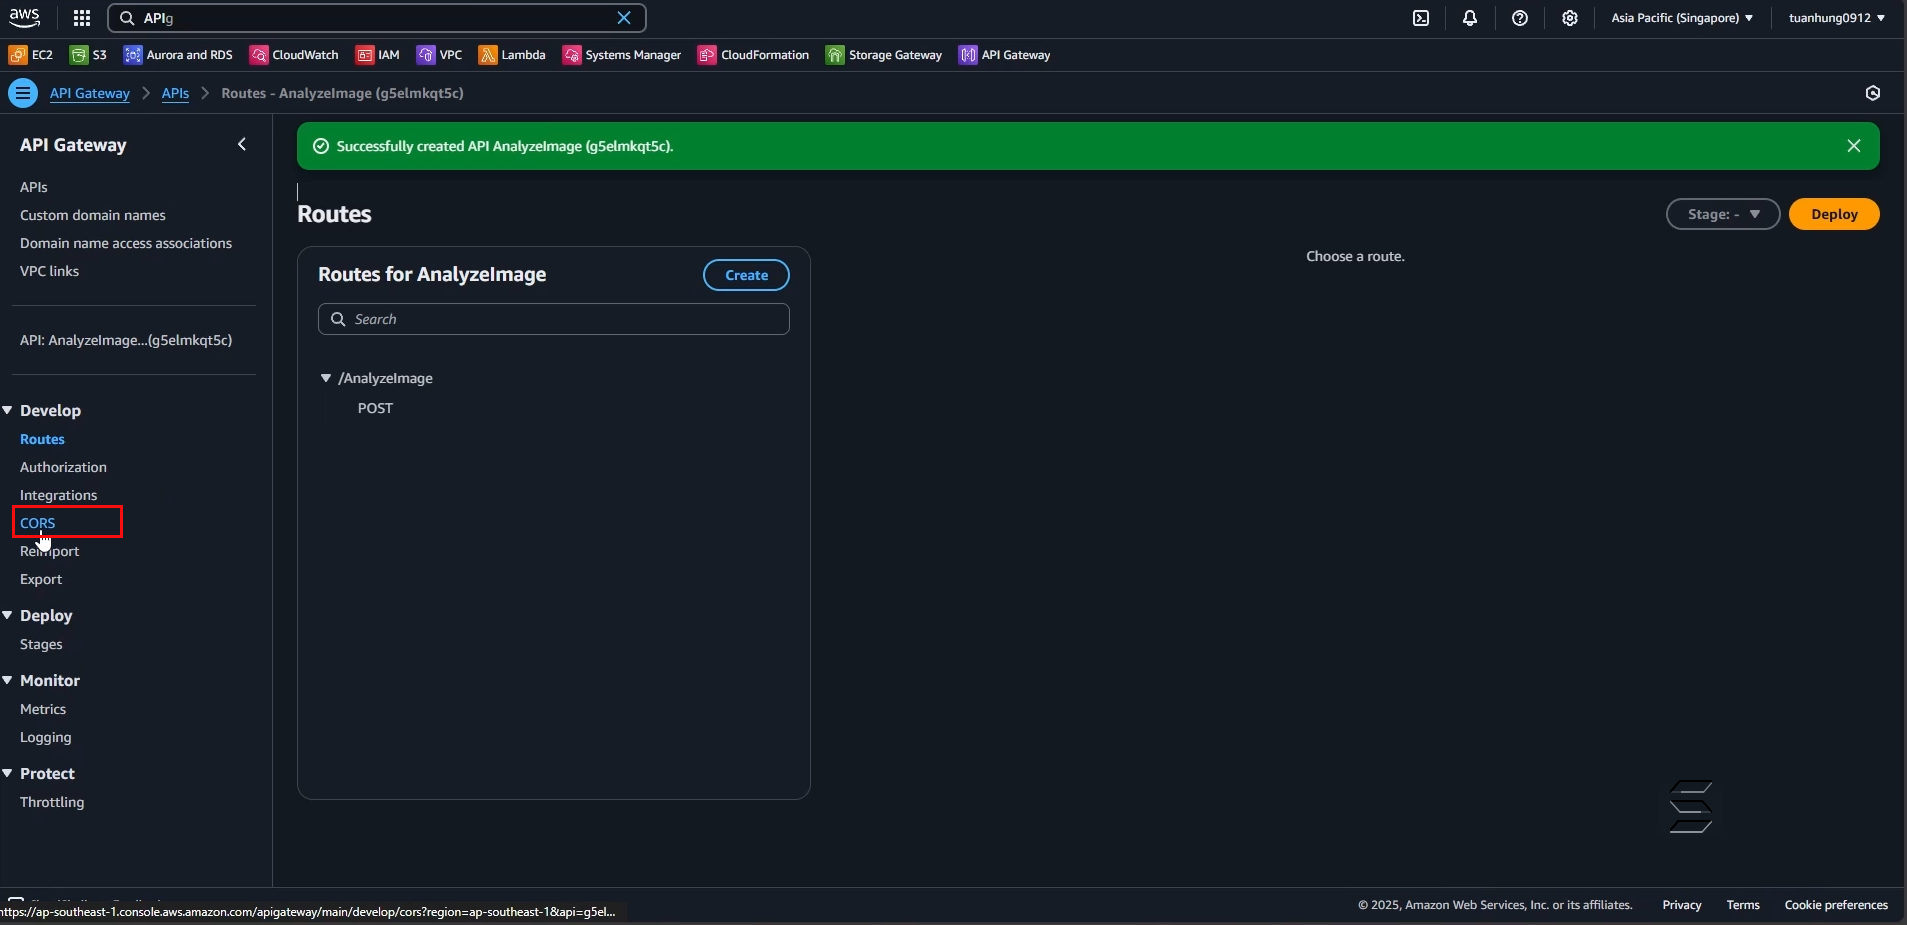 aws
APIg
Asia Pacific (Singapore)
tuanhung0912
EC2
S3
Aurora and RDS
CloudWatch
IAM
VPC
Lambda
Systems Manager
CloudFormation
Storage Gateway
API Gateway
API Gateway > APIs > Routes - AnalyzeImage (g5elmkqt5c)
API Gateway
APIs
Custom domain names
Domain name access associations
VPC links
API: AnalyzeImage...(g5elmkqt5c)
Develop
Routes
Authorization
Integrations
CORS
Reimport
Export
Deploy
Stages
Monitor
Metrics
Logging
Protect
Throttling
Successfully created API AnalyzeImage (g5elmkqt5c).
Routes
Stage: -
Deploy
Routes for AnalyzeImage
Create
Search
/AnalyzeImage
POST
Choose a route.
https://ap-southeast-1.console.aws.amazon.com/apigateway/main/develop/cors?region=ap-southeast-1&api=g5el...
© 2025, Amazon Web Services, Inc. or its affiliates.
Privacy
Terms
Cookie preferences